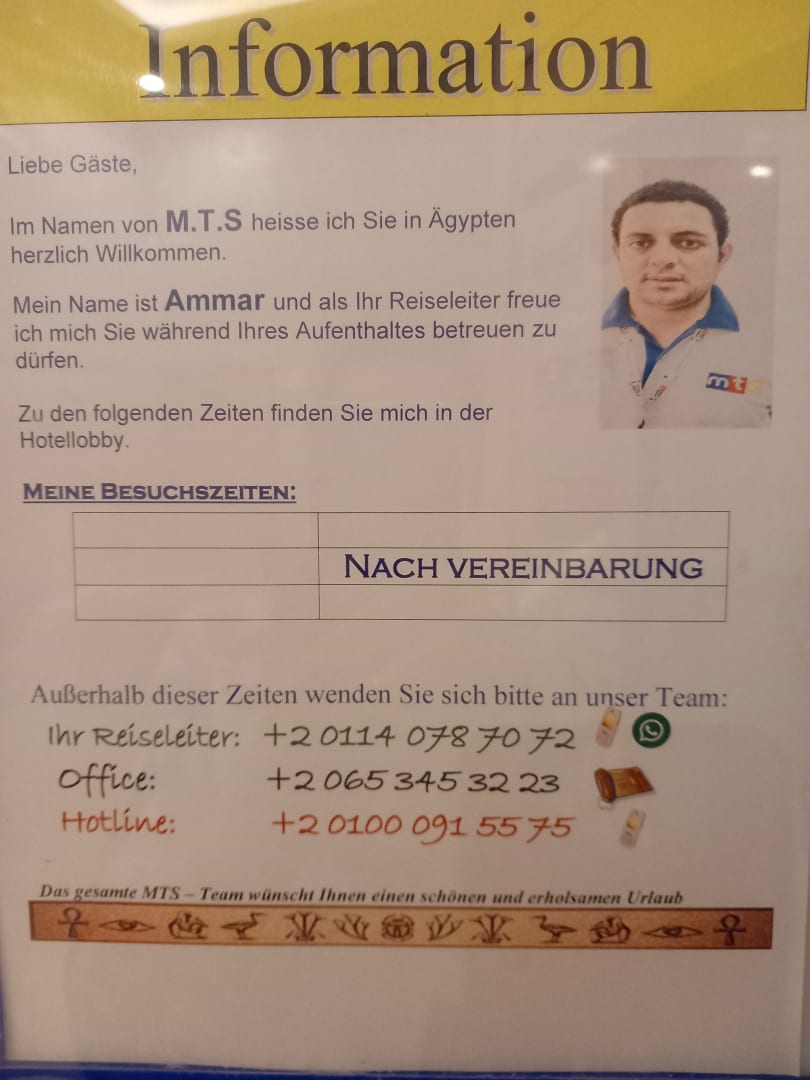 Information
Liebe Gäste,
Im Namen von M.T.S heisse ich Sie in Ägypten
herzlich Willkommen.
Mein Name ist Ammar und als Ihr Reiseleiter freue
ich mich Sie während Ihres Aufenthaltes betreuen zu
dürfen.
mts
Zu den folgenden Zeiten finden Sie mich in der
Hotellobby.
MEINE BESUCHSZEITEN:
NACH VEREINBARUNG
Außerhalb dieser Zeiten wenden Sie sich bitte an unser Team:
Ihr Reiseleiter: +2 0114 078 70 72
Office: +2 065 345 32 23
Hotline: +2 0100 091 55 75
Das gesamte MTS – Team wünscht Ihnen einen schönen und erholsamen Urlaub